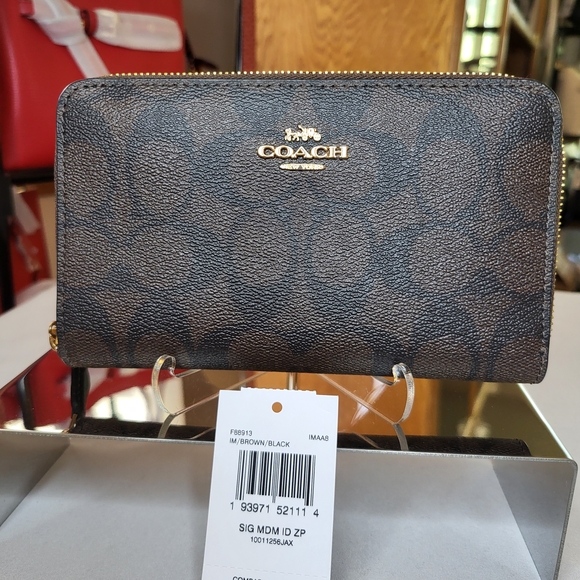 COACH
NEW YORK
F88913 IMAA8
IM/BROWN/BLACK
1 93971 52111 4
SIG MDM ID ZP
10011256JAX